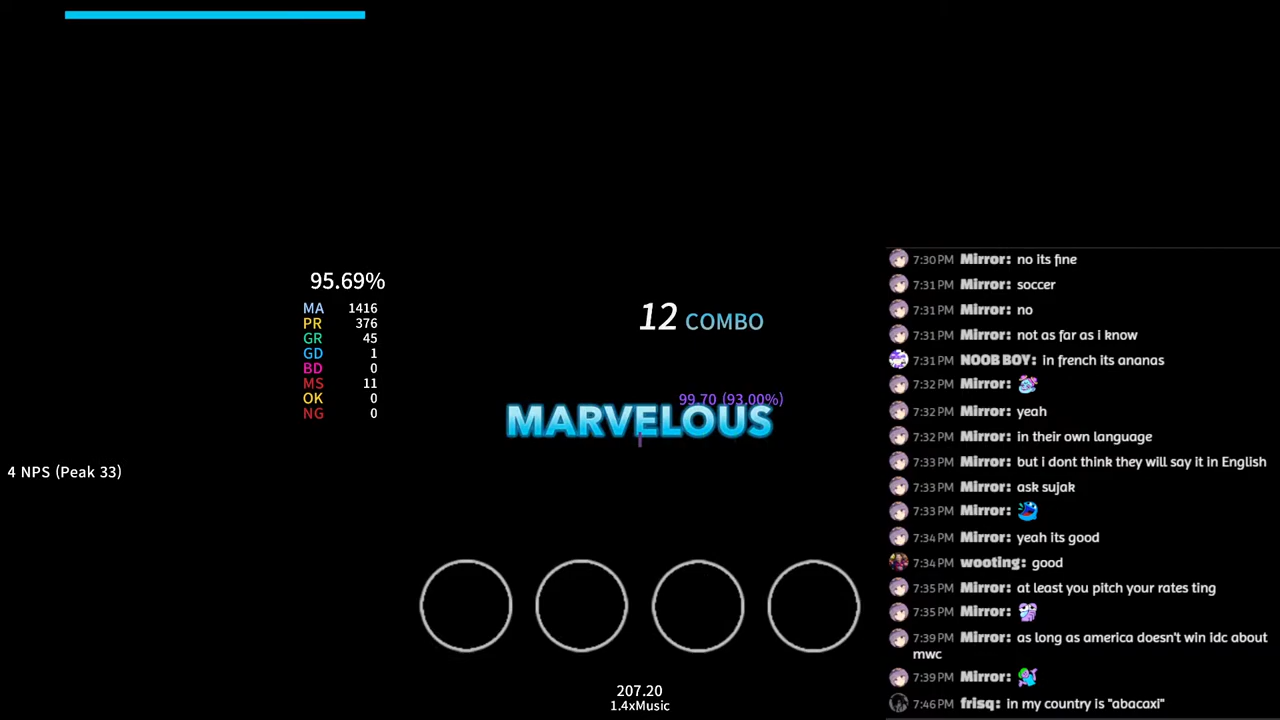 95.69%
MA 1416
PR 376
GR 45
GD 1
BD 0
MS 11
OK 0
NG 0
12 COMBO
99.70 (93.00%)
MARVELOUS
4 NPS (Peak 33)
207.20
1.4xMusic
7:30 PM Mirror: no its fine
7:31 PM Mirror: soccer
7:31 PM Mirror: no
7:31 PM Mirror: not as far as i know
7:31 PM NOOB BOY: in french its ananas
7:32 PM Mirror:
7:32 PM Mirror: yeah
7:32 PM Mirror: in their own language
7:33 PM Mirror: but i dont think they will say it in English
7:33 PM Mirror: ask sujak
7:33 PM Mirror:
7:34 PM Mirror: yeah its good
7:34 PM wooting: good
7:35 PM Mirror: at least you pitch your rates ting
7:35 PM Mirror:
7:39 PM Mirror: as long as america doesn't win idc about
mwc
7:39 PM Mirror:
7:46 PM frisq: in my country is "abacaxi"